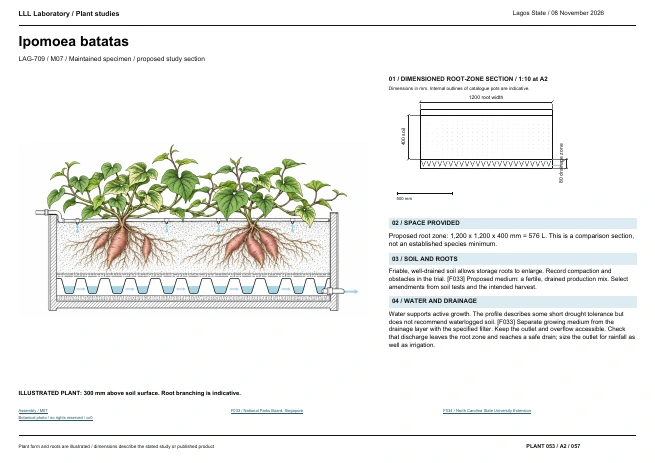 LLL Laboratory / Plant studies
Lagos State / 08 November 2026
Ipomoea batatas
LAG-709 / M07 / Maintained specimen / proposed study section
01 / DIMENSIONED ROOT-ZONE SECTION / 1:10 at A2
Dimensions in mm. Internal outlines of catalogue pots are indicative.
1200 root width
400 soil
80 drainage zone
500 mm
02 / SPACE PROVIDED
Proposed root zone: 1,200 x 1,200 x 400 mm = 576 L. This is a comparison section,
not an established species minimum.
03 / SOIL AND ROOTS
Friable, well-drained soil allows storage roots to enlarge. Record compaction and
obstacles in the trial. [F033] Proposed medium: a fertile, drained production mix. Select
amendments from soil tests and the intended harvest.
04 / WATER AND DRAINAGE
Water supports active growth. The profile describes some short drought tolerance but
does not recommend waterlogged soil. [F033] Separate growing medium from the
drainage layer with the specified filter. Keep the outlet and overflow accessible. Check
that discharge leaves the root zone and reaches a safe drain; size the outlet for rainfall as
well as irrigation.
ILLUSTRATED PLANT: 300 mm above soil surface. Root branching is indicative.
Assembly / M07
F033 / National Parks Board, Singapore
F034 / North Carolina State University Extension
Botanical photo / no rights reserved / cc0
Plant form and roots are illustrated / dimensions describe the stated study or published product
PLANT 053 / A2 / 057